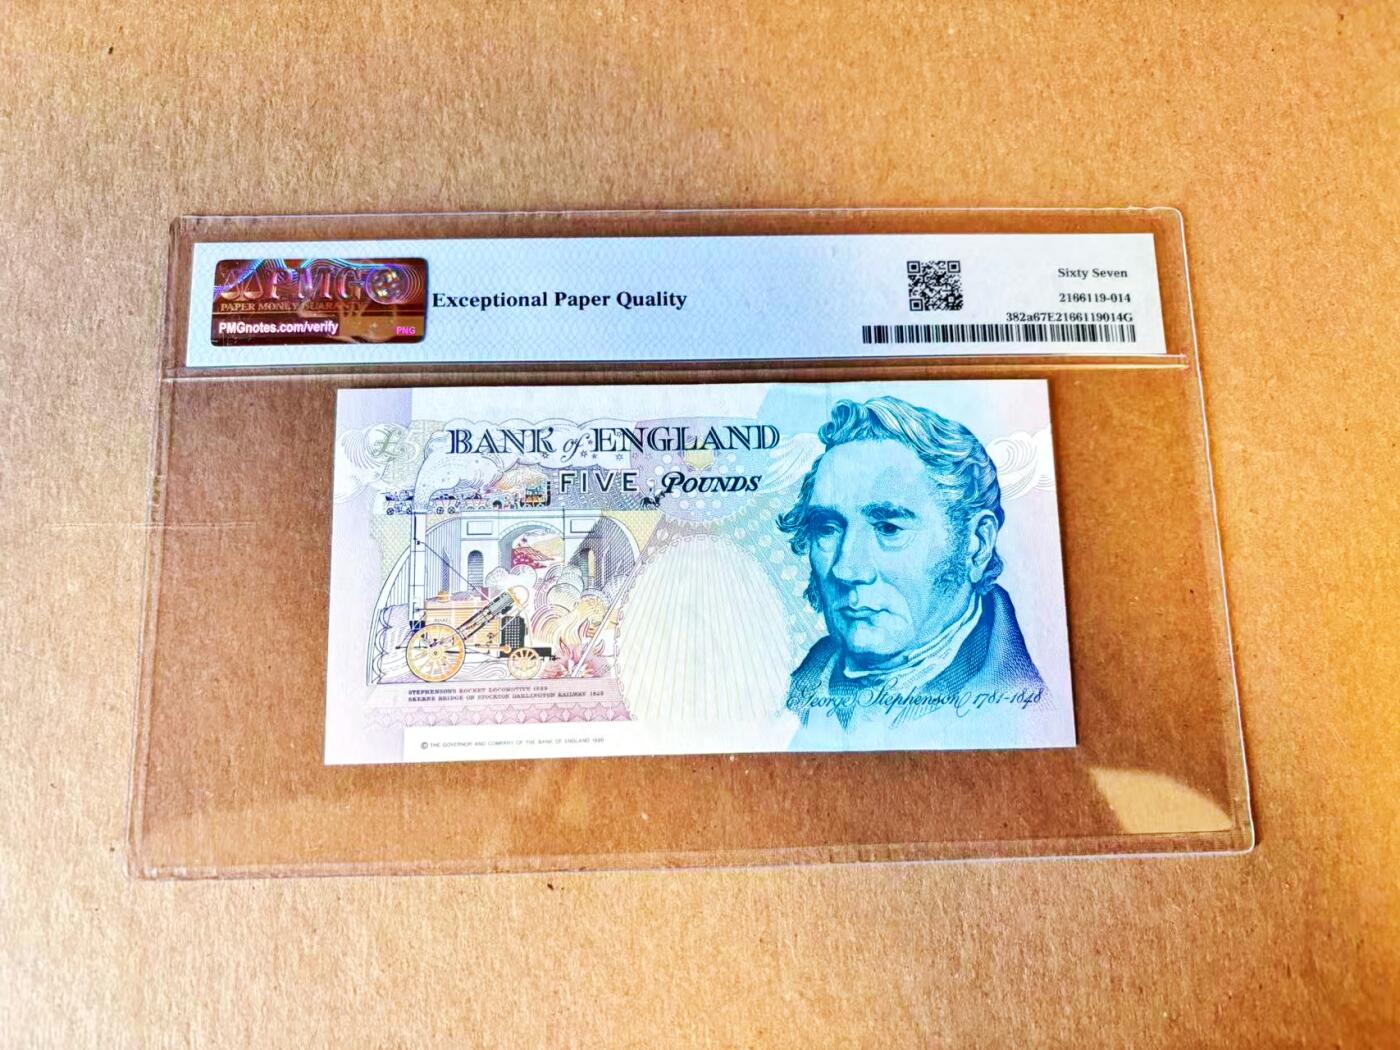 PMG
PAPER MONEY GUARANTY
PMGnotes.com/verify
PNG
Exceptional Paper Quality
Sixty Seven
2166119-014
382a67E2166119014G
£5
BANK of ENGLAND
FIVE POUNDS
STEPHENSON'S ROCKET LOCOMOTIVE 1829
SKERNE BRIDGE ON STOCKTON DARLINGTON RAILWAY 1825
George Stephenson 1781-1848
© THE GOVERNOR AND COMPANY OF THE BANK OF ENGLAND 1990